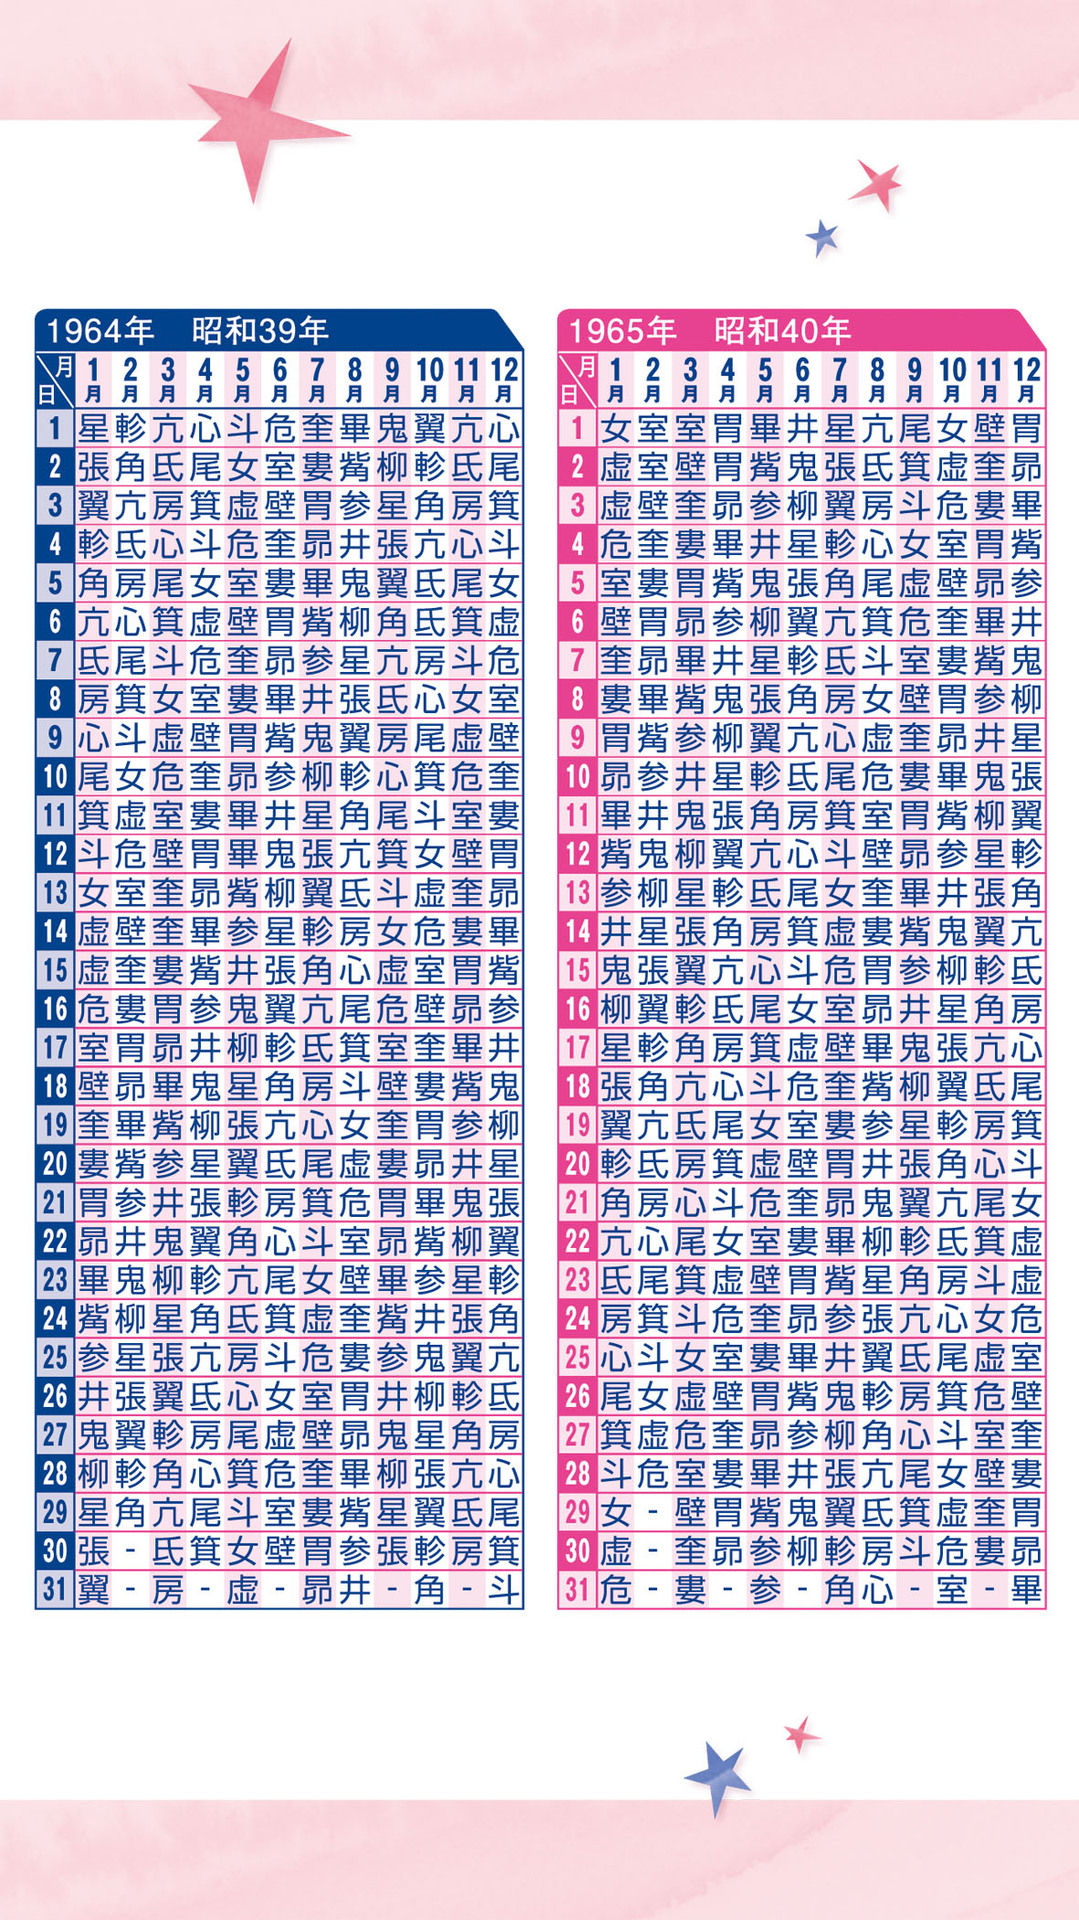 1964年 昭和39年
月 1月 2月 3月 4月 5月 6月 7月 8月 9月 10月 11月 12月
日
1 星 軫 亢 心 斗 危 奎 畢 鬼 翼 亢 心
2 張 角 氐 尾 女 室 婁 觜 柳 軫 氐 尾
3 翼 亢 房 箕 虚 壁 胃 参 星 角 房 箕
4 軫 氐 心 斗 危 奎 昴 井 張 亢 心 斗
5 角 房 尾 女 室 婁 畢 鬼 翼 氐 尾 女
6 亢 心 箕 虚 壁 胃 觜 柳 角 氐 箕 虚
7 氐 尾 斗 危 奎 昴 参 星 亢 房 斗 危
8 房 箕 女 室 婁 畢 井 張 氐 心 女 室
9 心 斗 虚 壁 胃 觜 鬼 翼 房 尾 虚 壁
10 尾 女 危 奎 昴 参 柳 軫 心 箕 危 奎
11 箕 虚 室 婁 畢 井 星 角 尾 斗 室 婁
12 斗 危 壁 胃 畢 鬼 張 亢 箕 女 壁 胃
13 女 室 奎 昴 觜 柳 翼 氐 斗 虚 奎 昴
14 虚 壁 奎 畢 参 星 軫 房 女 危 婁 畢
15 虚 奎 婁 觜 井 張 角 心 虚 室 胃 觜
16 危 婁 胃 参 鬼 翼 亢 尾 危 壁 昴 参
17 室 胃 昴 井 柳 軫 氐 箕 室 奎 畢 井
18 壁 昴 畢 鬼 星 角 房 斗 壁 婁 觜 鬼
19 奎 畢 觜 柳 張 亢 心 女 奎 胃 参 柳
20 婁 觜 参 星 翼 氐 尾 虚 婁 昴 井 星
21 胃 参 井 張 軫 房 箕 危 胃 畢 鬼 張
22 昴 井 鬼 翼 角 心 斗 室 昴 觜 柳 翼
23 畢 鬼 柳 軫 亢 尾 女 壁 畢 参 星 軫
24 觜 柳 星 角 氐 箕 虚 奎 觜 井 張 角
25 参 星 張 亢 房 斗 危 婁 参 鬼 翼 亢
26 井 張 翼 氐 心 女 室 胃 井 柳 軫 氐
27 鬼 翼 軫 房 尾 虚 壁 昴 鬼 星 角 房
28 柳 軫 角 心 箕 危 奎 畢 柳 張 亢 心
29 星 角 亢 尾 斗 室 婁 觜 星 翼 氐 尾
30 張 - 氐 箕 女 壁 胃 参 張 軫 房 箕
31 翼 - 房 - 虚 - 昴 井 - 角 - 斗
1965年 昭和40年
月 1月 2月 3月 4月 5月 6月 7月 8月 9月 10月 11月 12月
日
1 女 室 室 胃 畢 井 星 亢 尾 女 壁 胃
2 虚 室 壁 胃 觜 鬼 張 氐 箕 虚 奎 昴
3 虚 壁 奎 昴 参 柳 翼 房 斗 危 婁 畢
4 危 奎 婁 畢 井 星 軫 心 女 室 胃 觜
5 室 婁 胃 觜 鬼 張 角 尾 虚 壁 昴 参
6 壁 胃 昴 参 柳 翼 亢 箕 危 奎 畢 井
7 奎 昴 畢 井 星 軫 氐 斗 室 婁 觜 鬼
8 婁 畢 觜 鬼 張 角 房 女 壁 胃 参 柳
9 胃 觜 参 柳 翼 亢 心 虚 奎 昴 井 星
10 昴 参 井 星 軫 氐 尾 危 婁 畢 鬼 張
11 畢 井 鬼 張 角 房 箕 室 胃 觜 柳 翼
12 觜 鬼 柳 翼 亢 心 斗 壁 昴 参 星 軫
13 参 柳 星 軫 氐 尾 女 奎 畢 井 張 角
14 井 星 張 角 房 箕 虚 婁 觜 鬼 翼 亢
15 鬼 張 翼 亢 心 斗 危 胃 参 柳 軫 氐
16 柳 翼 軫 氐 尾 女 室 昴 井 星 角 房
17 星 軫 角 房 箕 虚 壁 畢 鬼 張 亢 心
18 張 角 亢 心 斗 危 奎 觜 柳 翼 氐 尾
19 翼 亢 氐 尾 女 室 婁 参 星 軫 房 箕
20 軫 氐 房 箕 虚 壁 胃 井 張 角 心 斗
21 角 房 心 斗 危 奎 昴 鬼 翼 亢 尾 女
22 亢 心 尾 女 室 婁 畢 柳 軫 氐 箕 虚
23 氐 尾 箕 虚 壁 胃 觜 星 角 房 斗 虚
24 房 箕 斗 危 奎 昴 参 張 亢 心 女 危
25 心 斗 女 室 婁 畢 井 翼 氐 尾 虚 室
26 尾 女 虚 壁 胃 觜 鬼 軫 房 箕 危 壁
27 箕 虚 危 奎 昴 参 柳 角 心 斗 室 奎
28 斗 危 室 婁 畢 井 張 亢 尾 女 壁 婁
29 女 - 壁 胃 觜 鬼 翼 氐 箕 虚 奎 胃
30 虚 - 奎 昴 参 柳 軫 房 斗 危 婁 昴
31 危 - 婁 - 参 - 角 心 - 室 - 畢